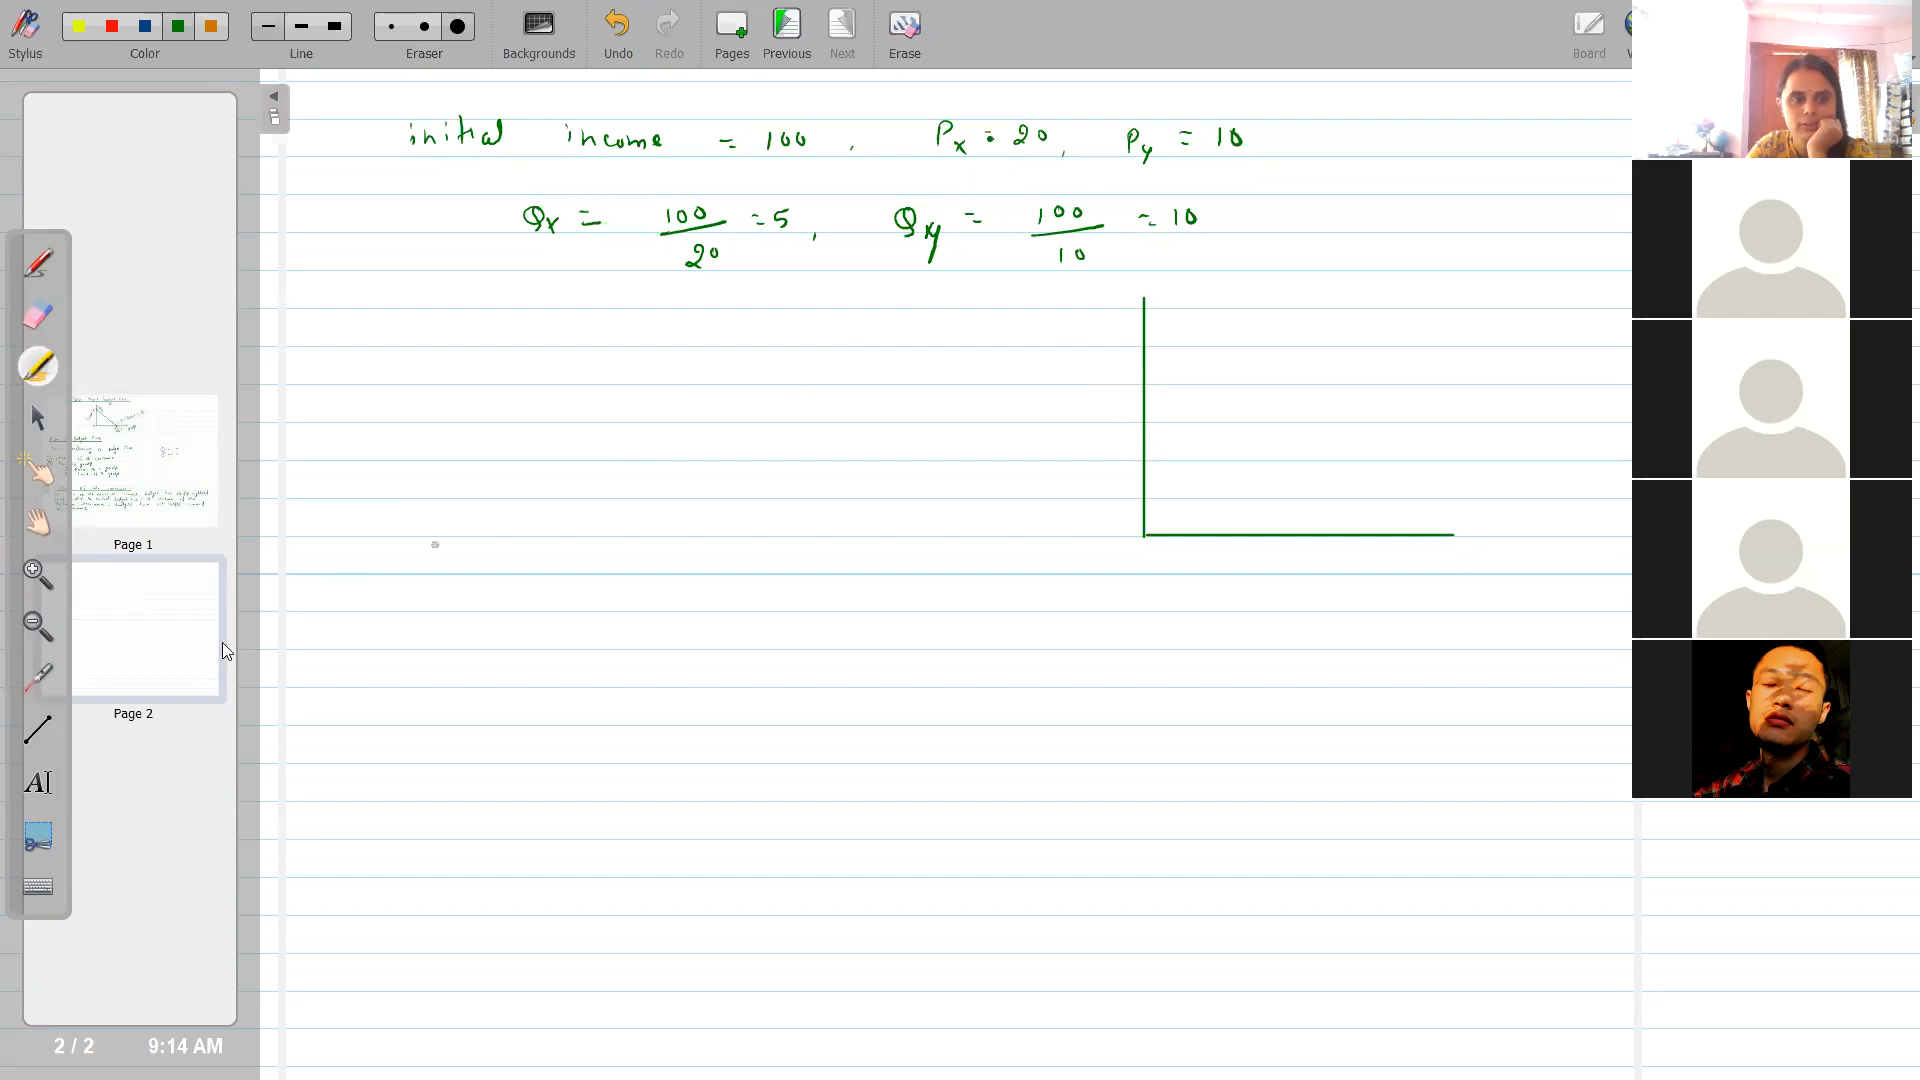 Stylus Color Line Eraser Backgrounds Undo Redo Pages Previous Next Erase Board
initial income = 100, Px = 20, Py = 10
Qx = 100/20 = 5, Qxy = 100/10 = 10
Page 1
Page 2
2 / 2 9:14 AM